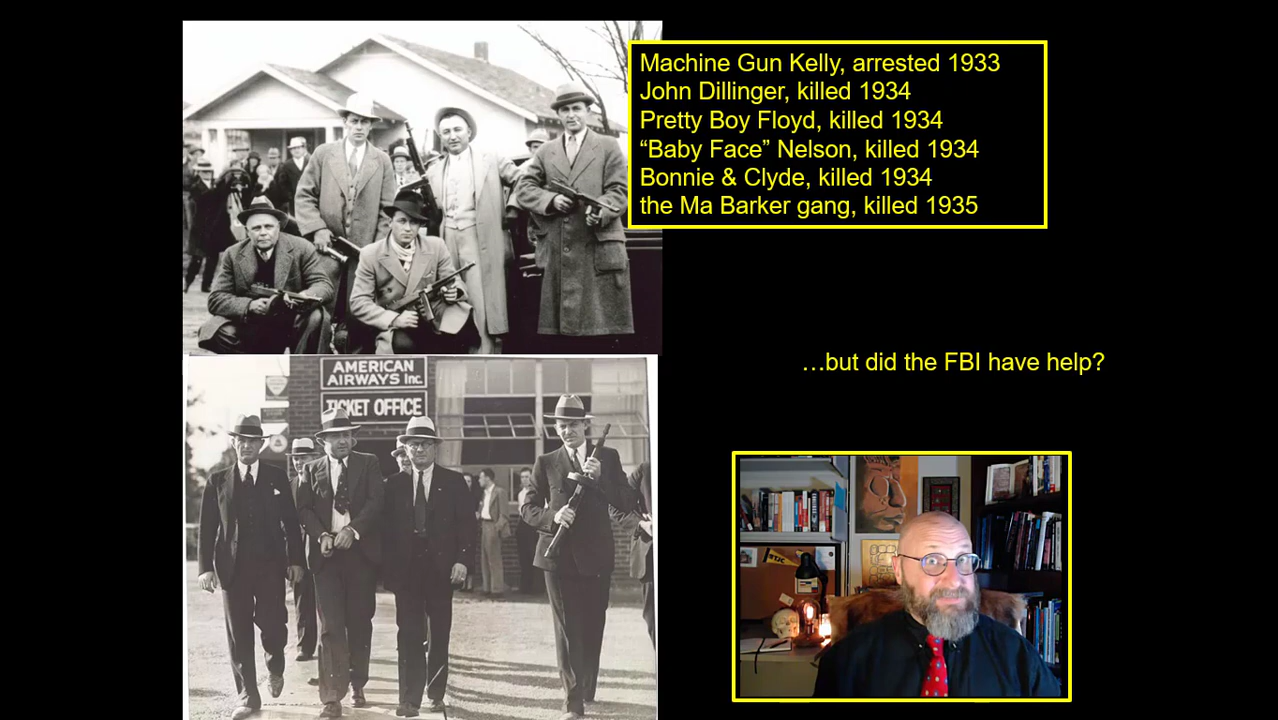 Machine Gun Kelly, arrested 1933
John Dillinger, killed 1934
Pretty Boy Floyd, killed 1934
“Baby Face” Nelson, killed 1934
Bonnie & Clyde, killed 1934
the Ma Barker gang, killed 1935
…but did the FBI have help?
AMERICAN
AIRWAYS Inc.
TICKET OFFICE